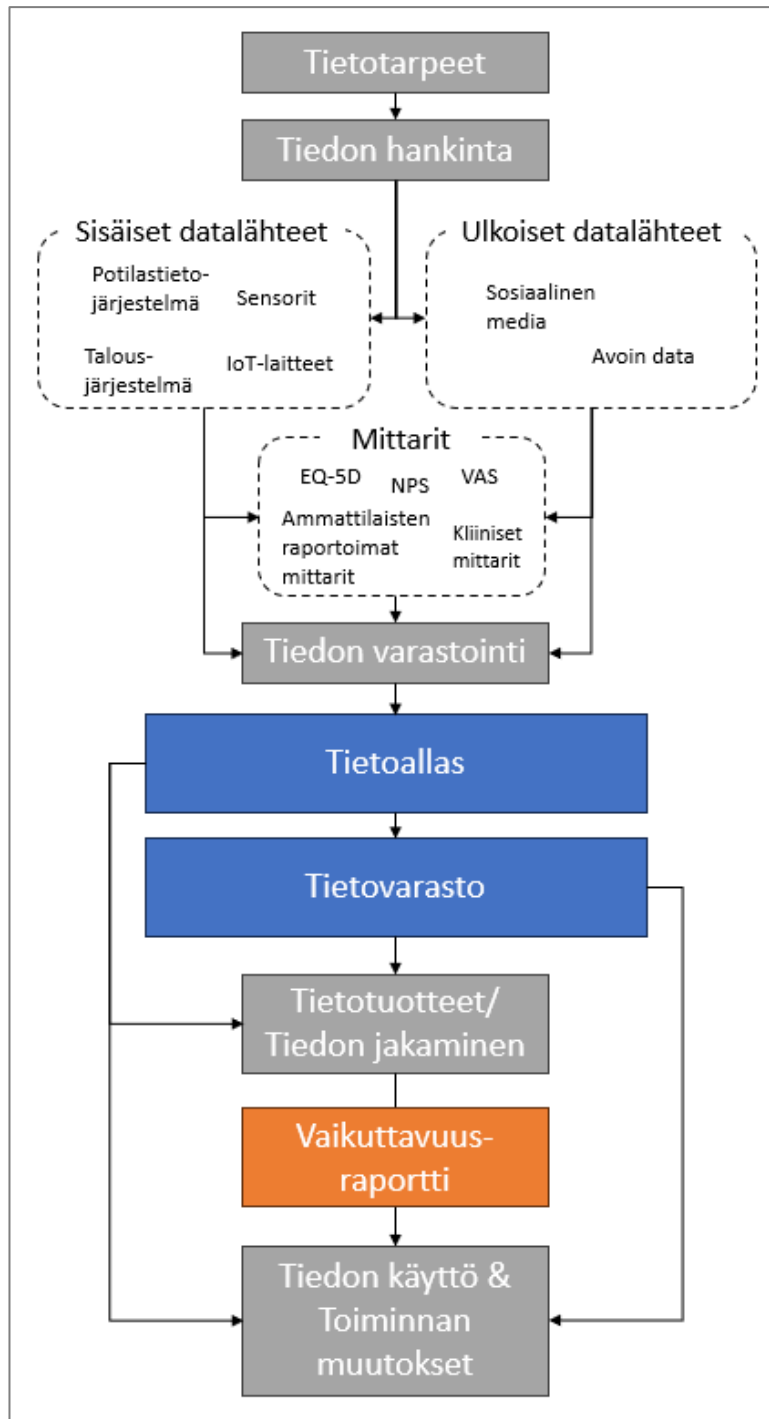 Tietotarpeet
Tiedon hankinta
Sisäiset datalähteet
Potilastieto-
järjestelmä
Sensorit
Talous-
järjestelmä
IoT-laitteet
Ulkoiset datalähteet
Sosiaalinen
media
Avoin data
Mittarit
EQ-5D
NPS
VAS
Ammattilaisten
raportoimat
mittarit
Kliiniset
mittarit
Tiedon varastointi
Tietoallas
Tietovarasto
Tietotuotteet/
Tiedon jakaminen
Vaikuttavuus-
raportti
Tiedon käyttö &
Toiminnan
muutokset